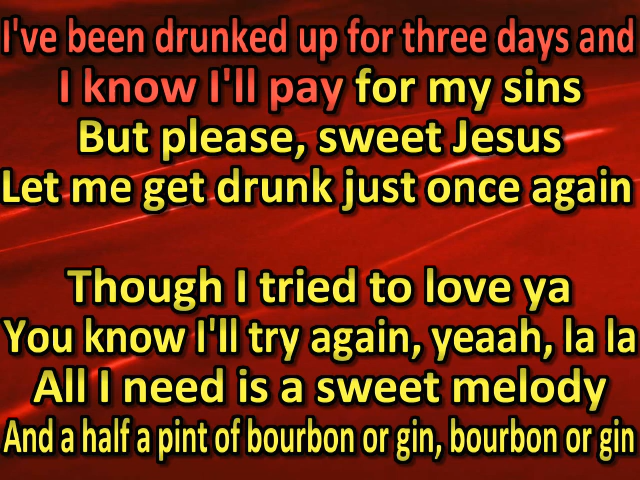 I've been drunked up for three days and
I know I'll pay for my sins
But please, sweet Jesus
Let me get drunk just once again
Though I tried to love ya
You know I'll try again, yeaah, la la
All I need is a sweet melody
And a half a pint of bourbon or gin, bourbon or gin